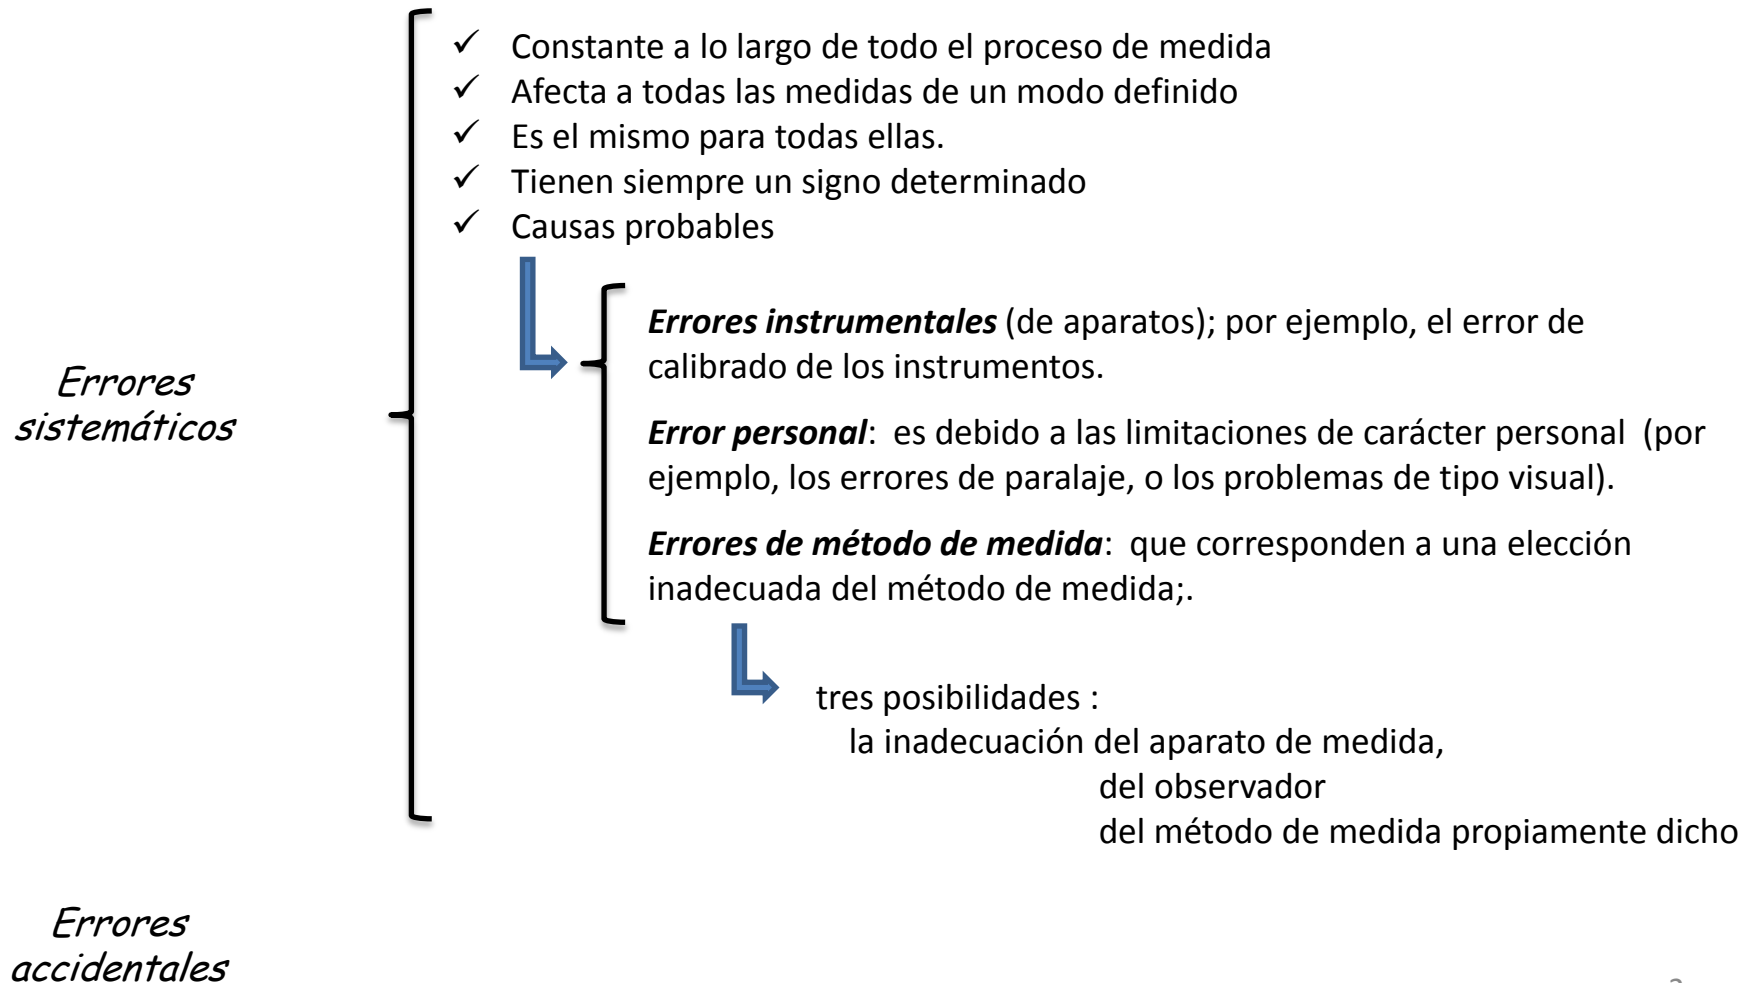 ✓ Constante a lo largo de todo el proceso de medida
✓ Afecta a todas las medidas de un modo definido
✓ Es el mismo para todas ellas.
✓ Tienen siempre un signo determinado
✓ Causas probables
Errores instrumentales (de aparatos); por ejemplo, el error de
calibrado de los instrumentos.
Errores
sistemáticos
Error personal: es debido a las limitaciones de carácter personal (por
ejemplo, los errores de paralaje, o los problemas de tipo visual).
Errores de método de medida: que corresponden a una elección
inadecuada del método de medida;.
tres posibilidades :
la inadecuación del aparato de medida,
del observador
del método de medida propiamente dicho
Errores
accidentales